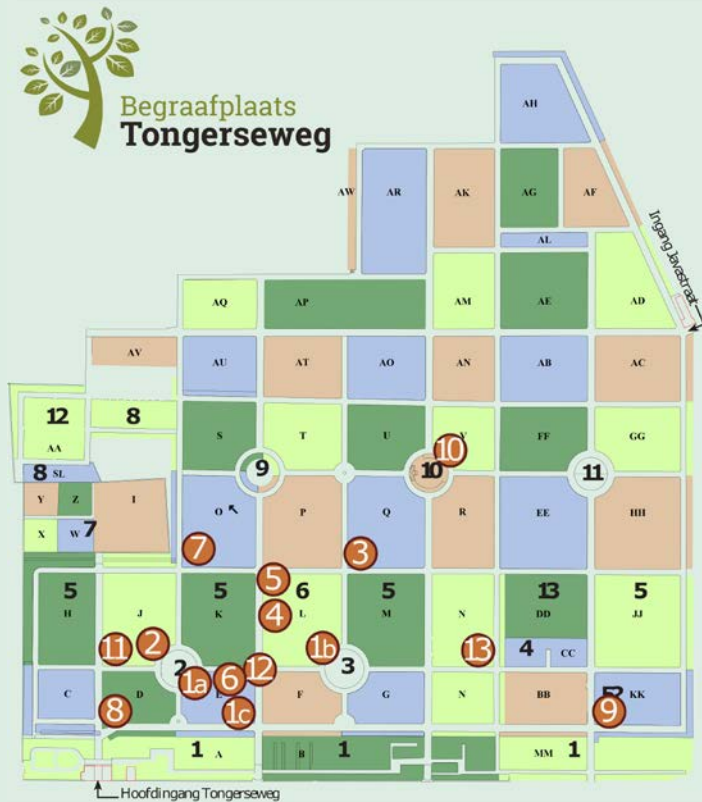 Begraafplaats
Tongerseweg
AH
AW
AR
AK
AG
AF
Ingang Javastraat
AL
AQ
AP
AM
AE
AD
AV
AU
AT
AO
AN
AB
AC
12
8
AA
S
T
U
V
FF
GG
10
8
SL
9
10
11
Y
Z
I
O
P
Q
R
EE
HH
X
W
7
7
3
5
5
5
6
5
13
5
H
J
K
L
M
N
DD
JJ
4
11
2
1b
13
4
CC
2
12
3
1a
6
C
D
F
G
N
BB
KK
8
1c
9
1
A
B
1
MM
1
Hoofdingang Tongerseweg